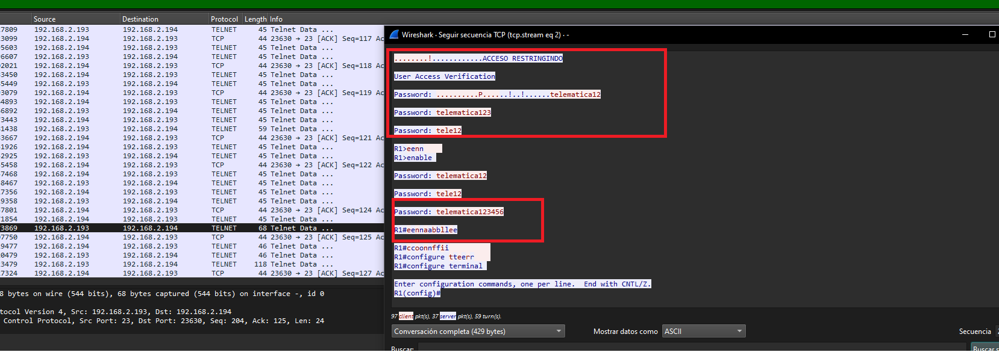 Source Destination Protocol Length Info
7809 192.168.2.193 192.168.2.194 TELNET 45 Telnet Data ...
3099 192.168.2.194 192.168.2.193 TCP 44 23630 → 23 [ACK] Seq=117 Ac
5603 192.168.2.194 192.168.2.193 TELNET 45 Telnet Data ...
6607 192.168.2.193 192.168.2.194 TELNET 45 Telnet Data ...
2021 192.168.2.194 192.168.2.193 TCP 44 23630 → 23 [ACK] Seq=118 Ac
3450 192.168.2.194 192.168.2.193 TELNET 45 Telnet Data ...
5449 192.168.2.193 192.168.2.194 TELNET 45 Telnet Data ...
3079 192.168.2.194 192.168.2.193 TCP 44 23630 → 23 [ACK] Seq=119 Ac
4893 192.168.2.194 192.168.2.193 TELNET 45 Telnet Data ...
6892 192.168.2.193 192.168.2.194 TELNET 45 Telnet Data ...
3443 192.168.2.194 192.168.2.193 TELNET 45 Telnet Data ...
1438 192.168.2.193 192.168.2.194 TELNET 59 Telnet Data ...
3667 192.168.2.194 192.168.2.193 TCP 44 23630 → 23 [ACK] Seq=121 Ac
1926 192.168.2.194 192.168.2.193 TELNET 45 Telnet Data ...
2925 192.168.2.193 192.168.2.194 TELNET 45 Telnet Data ...
5458 192.168.2.194 192.168.2.193 TCP 44 23630 → 23 [ACK] Seq=122 Ac
7468 192.168.2.194 192.168.2.193 TELNET 45 Telnet Data ...
8467 192.168.2.193 192.168.2.194 TELNET 45 Telnet Data ...
7356 192.168.2.194 192.168.2.193 TELNET 45 Telnet Data ...
9358 192.168.2.193 192.168.2.194 TELNET 45 Telnet Data ...
7801 192.168.2.194 192.168.2.193 TCP 44 23630 → 23 [ACK] Seq=124 Ac
1854 192.168.2.194 192.168.2.193 TELNET 45 Telnet Data ...
3869 192.168.2.193 192.168.2.194 TELNET 68 Telnet Data ...
7750 192.168.2.194 192.168.2.193 TCP 44 23630 → 23 [ACK] Seq=125 Ac
9477 192.168.2.194 192.168.2.193 TELNET 46 Telnet Data ...
0479 192.168.2.193 192.168.2.194 TELNET 46 Telnet Data ...
3479 192.168.2.193 192.168.2.194 TELNET 118 Telnet Data ...
7324 192.168.2.194 192.168.2.193 TCP 44 23630 → 23 [ACK] Seq=127 Ac
8 bytes on wire (544 bits), 68 bytes captured (544 bits) on interface -, id 0
tocol Version 4, Src: 192.168.2.193, Dst: 192.168.2.194
Control Protocol, Src Port: 23, Dst Port: 23630, Seq: 204, Ack: 125, Len: 24
Wireshark · Seguir secuencia TCP (tcp.stream eq 2) · -
........!............ACCESO RESTRINGINDO
User Access Verification
Password: ..........P......!..!......telematica12
Password: telematica123
Password: tele12
R1>eenn
R1>enable
Password: telematica12
Password: tele12
Password: telematica123456
R1#eennaabbllee
R1#ccoonnffii
R1#configure tteerr
R1#configure terminal
Enter configuration commands, one per line.  End with CNTL/Z.
R1(config)#
97 client pkt(s), 37 server pkt(s), 59 turn(s).
Conversación completa (429 bytes) Mostrar datos como ASCII Secuencia
Buscar: Buscar s